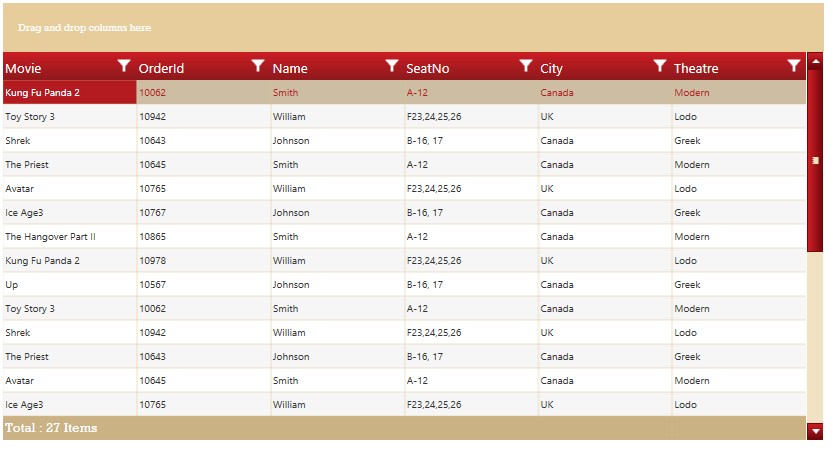 Drag and drop columns here
Movie OrderId Name SeatNo City Theatre
Kung Fu Panda 2 10062 Smith A-12 Canada Modern
Toy Story 3 10942 William F23,24,25,26 UK Lodo
Shrek 10643 Johnson B-16, 17 Canada Greek
The Priest 10645 Smith A-12 Canada Modern
Avatar 10765 William F23,24,25,26 UK Lodo
Ice Age3 10767 Johnson B-16, 17 Canada Greek
The Hangover Part II 10865 Smith A-12 Canada Modern
Kung Fu Panda 2 10978 William F23,24,25,26 UK Lodo
Up 10567 Johnson B-16, 17 Canada Greek
Toy Story 3 10062 Smith A-12 Canada Modern
Shrek 10942 William F23,24,25,26 UK Lodo
The Priest 10643 Johnson B-16, 17 Canada Greek
Avatar 10645 Smith A-12 Canada Modern
Ice Age3 10765 William F23,24,25,26 UK Lodo
Total : 27 Items